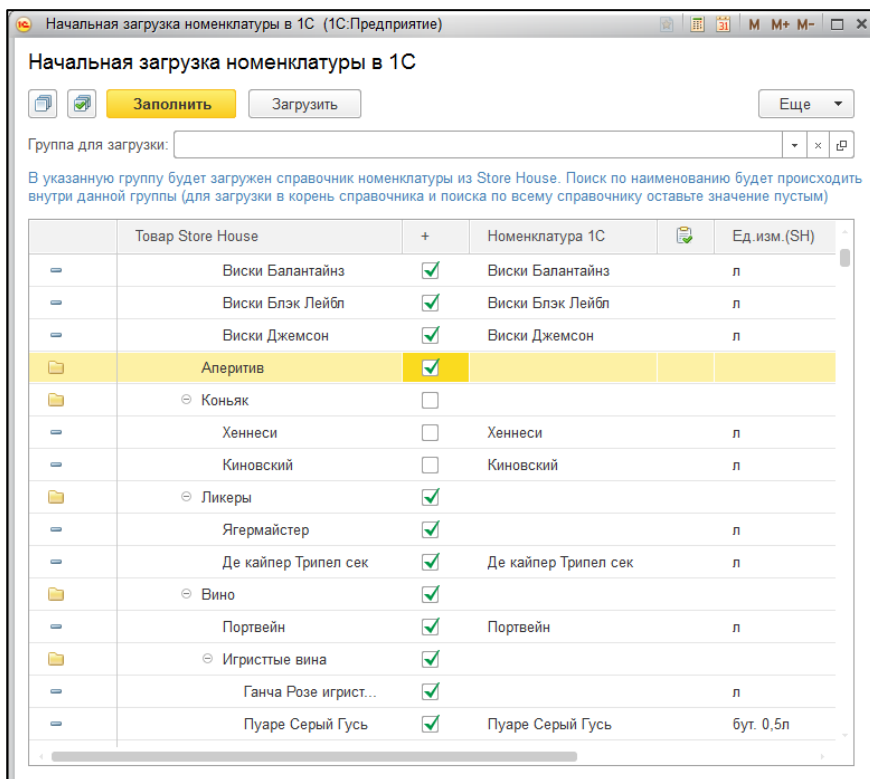 1С Начальная загрузка номенклатуры в 1С (1С:Предприятие) 31 M M+ M-
Начальная загрузка номенклатуры в 1С
Заполнить Загрузить Еще
Группа для загрузки:
В указанную группу будет загружен справочник номенклатуры из Store House. Поиск по наименованию будет происходить
внутри данной группы (для загрузки в корень справочника и поиска по всему справочнику оставьте значение пустым)
Товар Store House + Номенклатура 1С Ед.изм.(SH)
Виски Балантайнз Виски Балантайнз л
Виски Блэк Лейбл Виски Блэк Лейбл л
Виски Джемсон Виски Джемсон л
Аперитив
Коньяк
Хеннеси Хеннеси л
Киновский Киновский л
Ликеры
Ягермайстер л
Де кайпер Трипел сек Де кайпер Трипел сек л
Вино
Портвейн Портвейн л
Игристтые вина
Ганча Розе игрист... л
Пуаре Серый Гусь Пуаре Серый Гусь бут. 0,5л